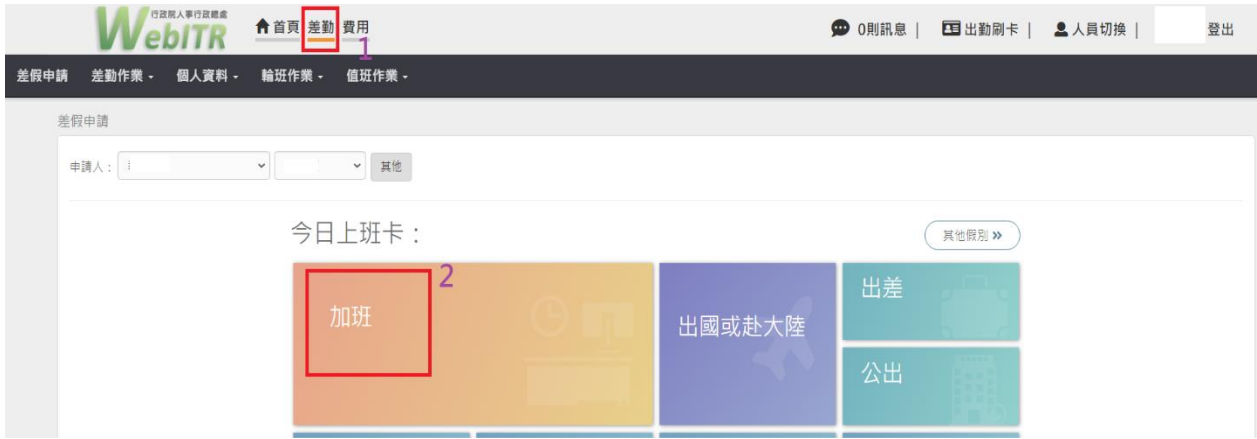 行政院人事行政總處
WebITR 首頁 差勤 費用 0則訊息 | 出勤刷卡 | 人員切換 | 登出
1
差假申請 差勤作業 個人資料 輪班作業 值班作業
差假申請
申請人: 其他
今日上班卡: 其他假別 »
2
加班
出國或赴大陸
出差
公出